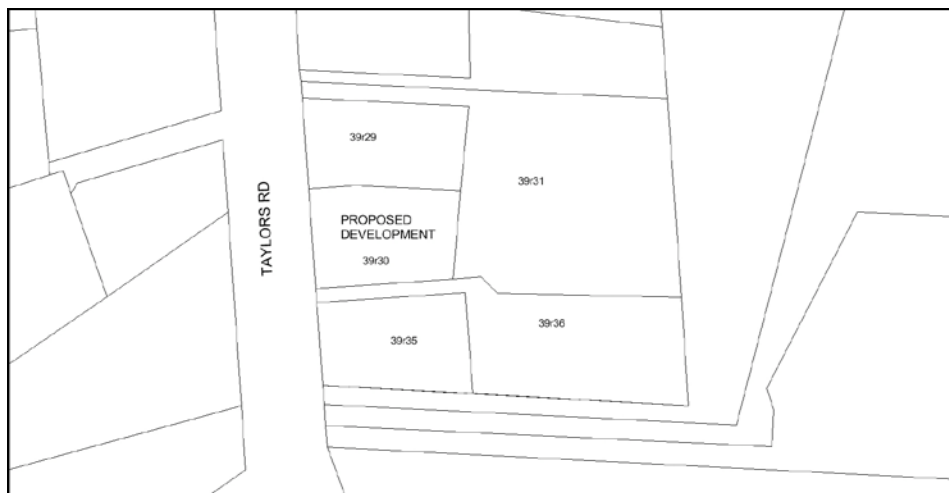 39r29
39r31
PROPOSED
DEVELOPMENT
TAYLORS RD
39r30
39r36
39r35